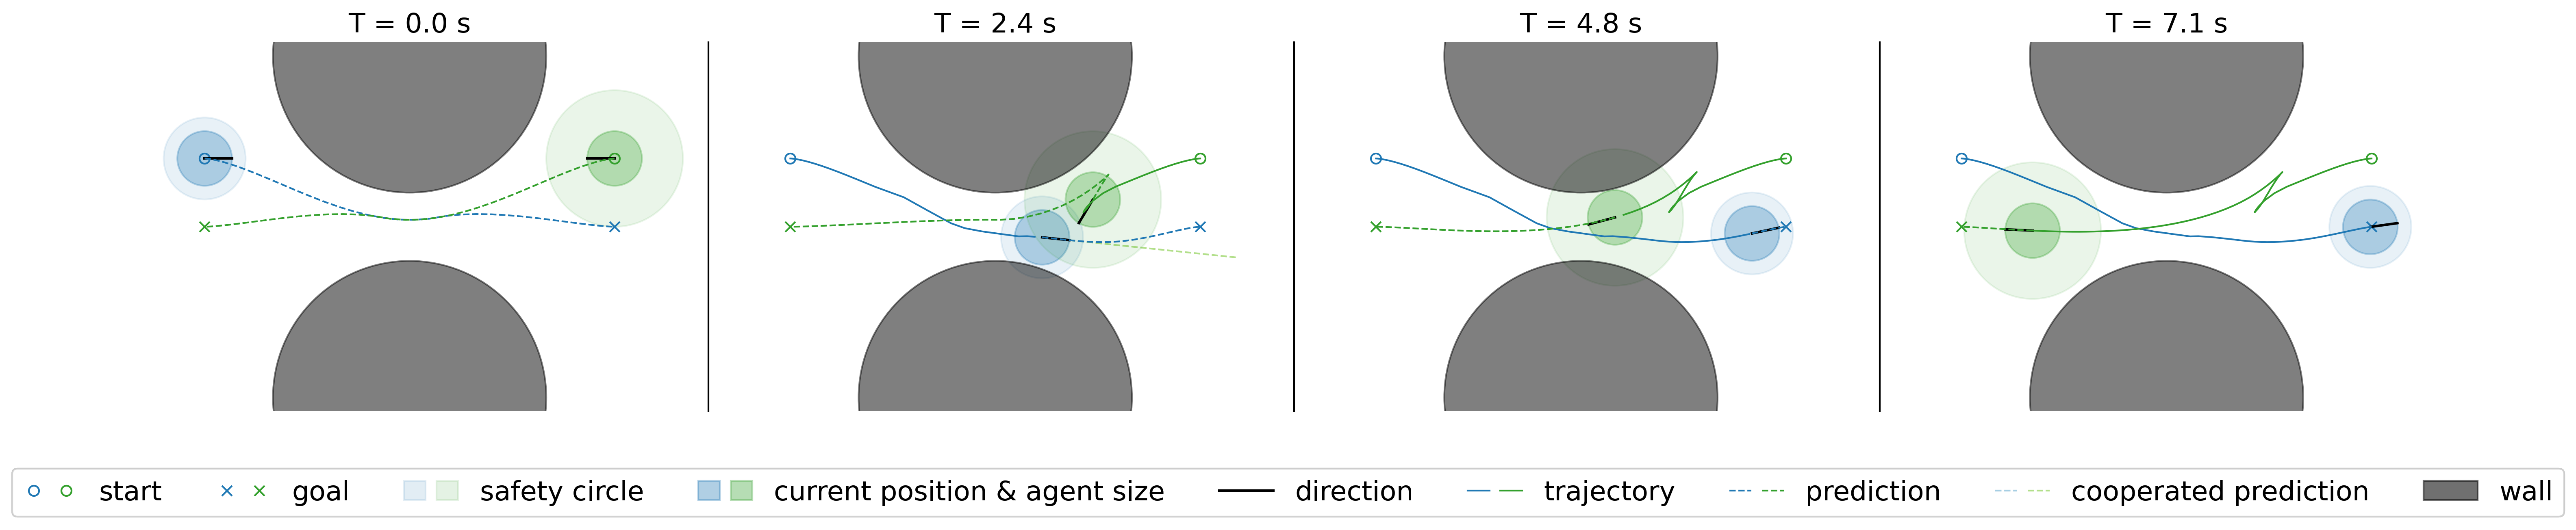 T = 0.0 s
T = 2.4 s
T = 4.8 s
T = 7.1 s
start goal safety circle current position & agent size direction trajectory prediction cooperated prediction wall